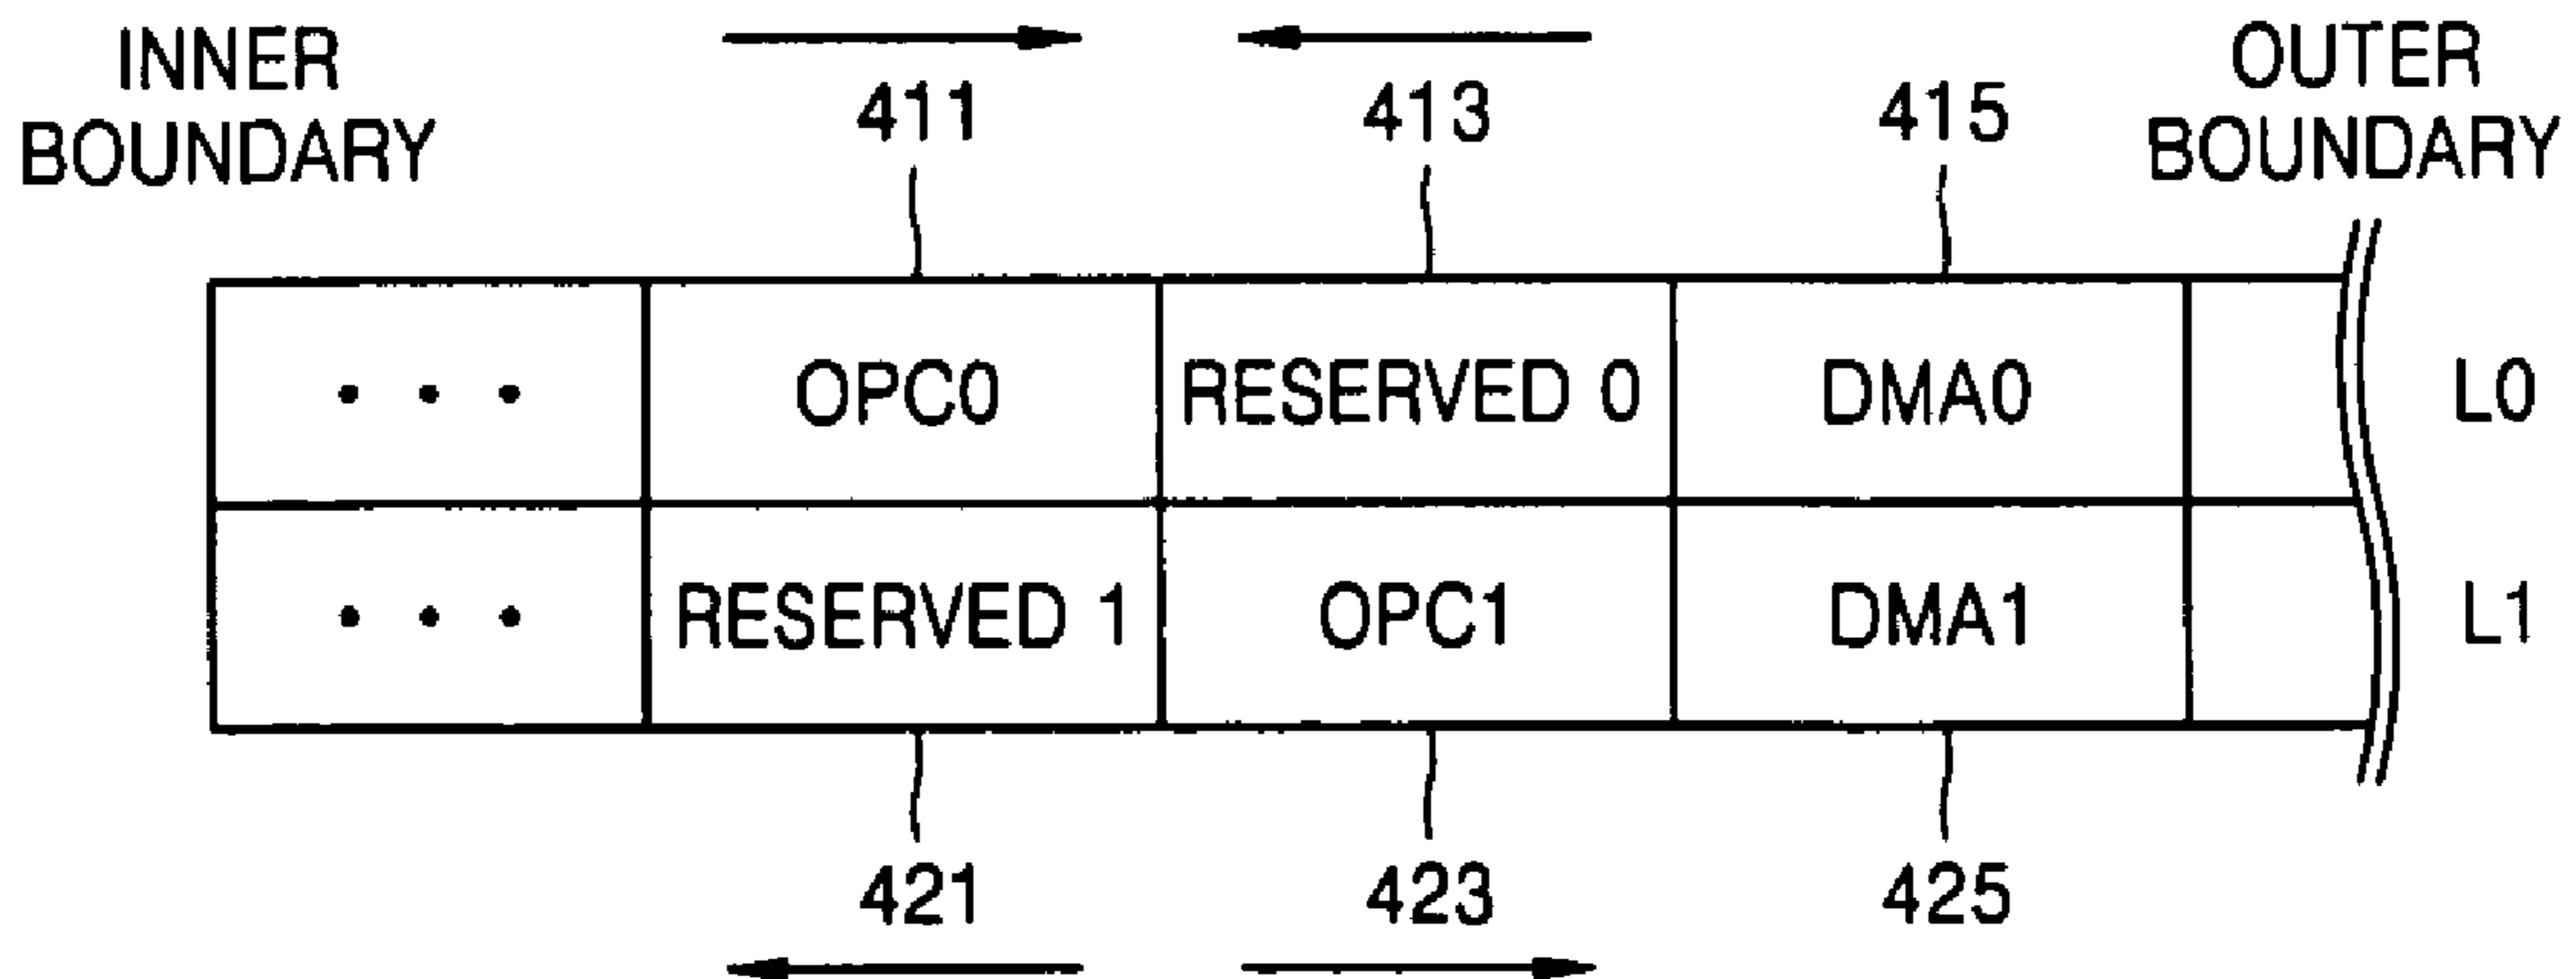 INNER
BOUNDARY
411
413
415
OUTER
BOUNDARY
OPC0
RESERVED 0
DMA0
L0
RESERVED 1
OPC1
DMA1
L1
421
423
425